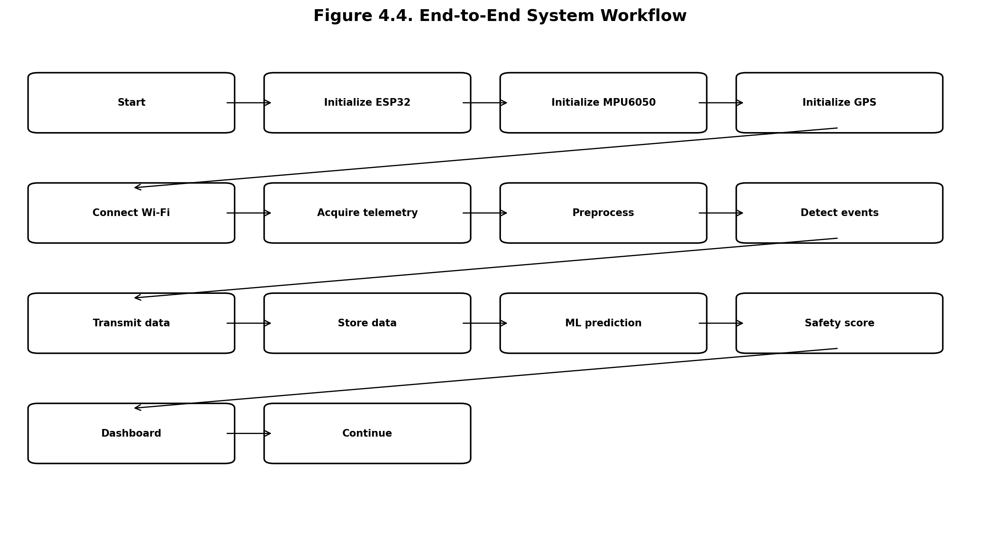 Figure 4.4. End-to-End System Workflow
Start
Initialize ESP32
Initialize MPU6050
Initialize GPS
Connect Wi-Fi
Acquire telemetry
Preprocess
Detect events
Transmit data
Store data
ML prediction
Safety score
Dashboard
Continue